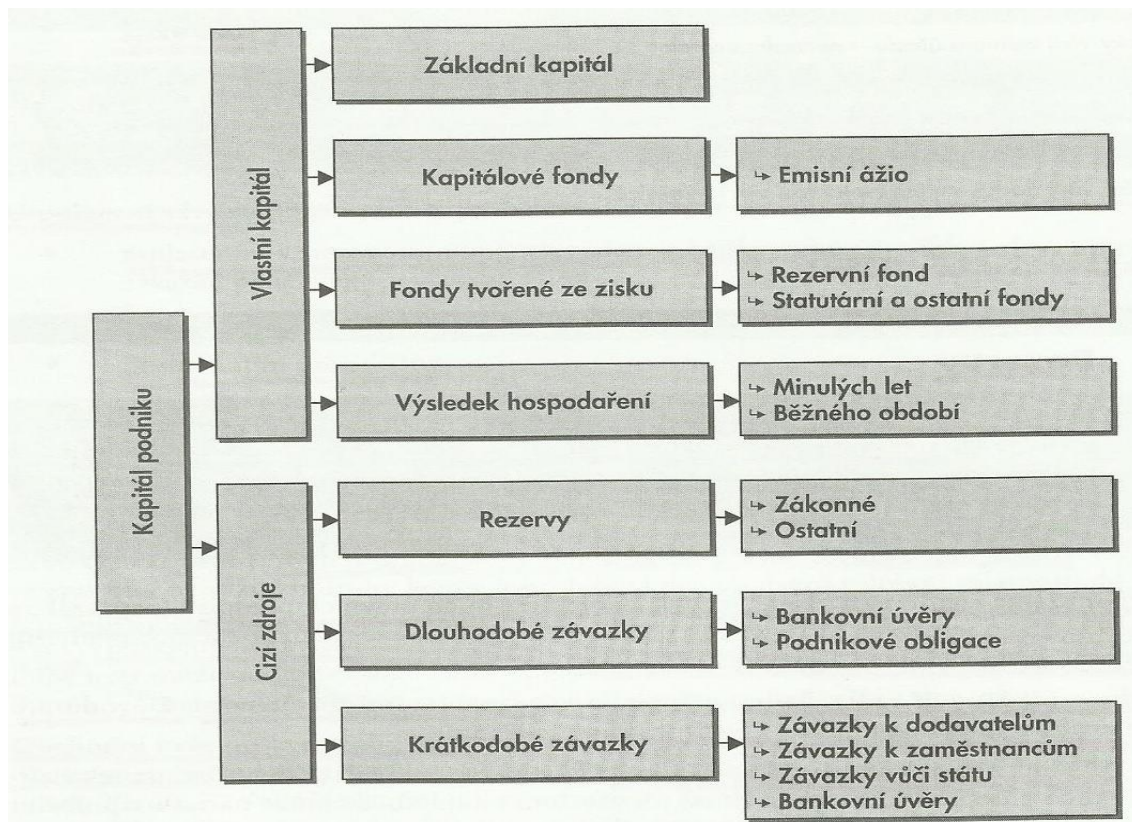 Kapitál podniku
Vlastní kapitál
Základní kapitál
Kapitálové fondy
↳ Emisní ážio
Fondy tvořené ze zisku
↳ Rezervní fond
↳ Statutární a ostatní fondy
Výsledek hospodaření
↳ Minulých let
↳ Běžného období
Cizí zdroje
Rezervy
↳ Zákonné
↳ Ostatní
Dlouhodobé závazky
↳ Bankovní úvěry
↳ Podnikové obligace
Krátkodobé závazky
↳ Závazky k dodavatelům
↳ Závazky k zaměstnancům
↳ Závazky vůči státu
↳ Bankovní úvěry